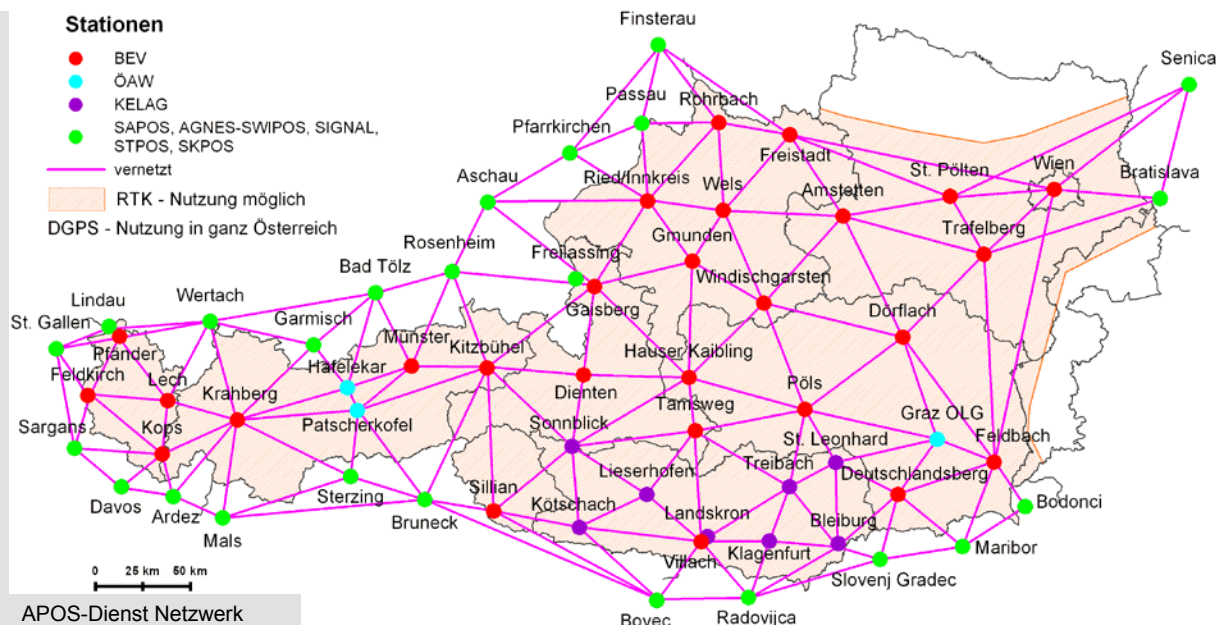 Stationen
BEV
ÖAW
KELAG
SAPOS, AGNES-SWIPOS, SIGNAL,
STPOS, SKPOS
vernetzt
RTK - Nutzung möglich
DGPS - Nutzung in ganz Österreich
Finsterau
Senica
Passau
Rohrbach
Pfarrkirchen
Freistadt
St. Pölten
Wien
Bratislava
Aschau
Ried/Innkreis
Wels
Amstetten
Trafelberg
Rosenheim
Freilassing
Gmunden
Windischgarsten
Bad Tölz
Gaisberg
Dörflach
Lindau
Wertach
St. Gallen
Garmisch
Münster
Kitzbühel
Pfänder
Hauser Kaibling
Feldkirch
Lech
Krahberg
Hafelekar
Dienten
Pöls
Tamsweg
Sargans
Kops
Patscherkofel
Sonnblick
Graz OLG
St. Leonhard
Feldbach
Lieserhofen
Treibach
Deutschlandsberg
Davos
Ardez
Sterzing
Sillian
Kötschach
Landskron
Bleiburg
Bodonci
Mals
Bruneck
Villach
Klagenfurt
Maribor
Slovenj Gradec
0 25 km 50 km
Bovec
Radovijca
APOS-Dienst Netzwerk